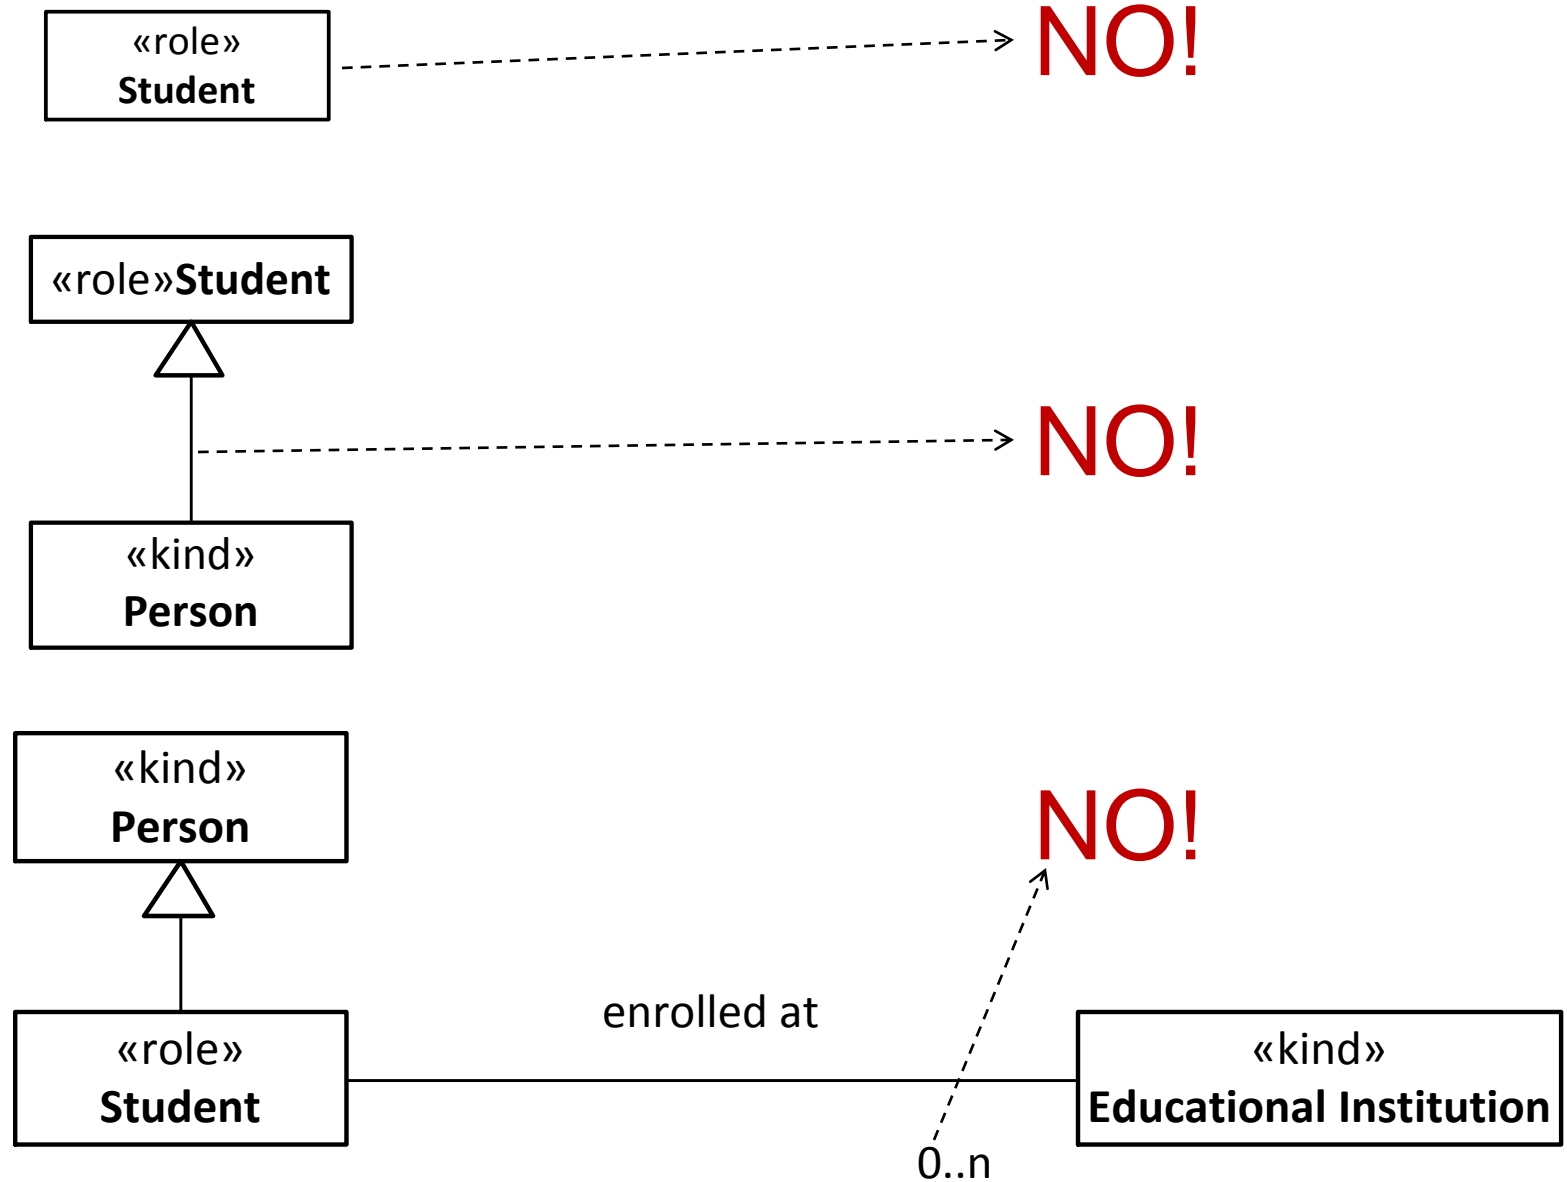 «role»
Student
NO!
«role»Student
NO!
«kind»
Person
«kind»
Person
NO!
enrolled at
«role»
Student
«kind»
Educational Institution
0..n